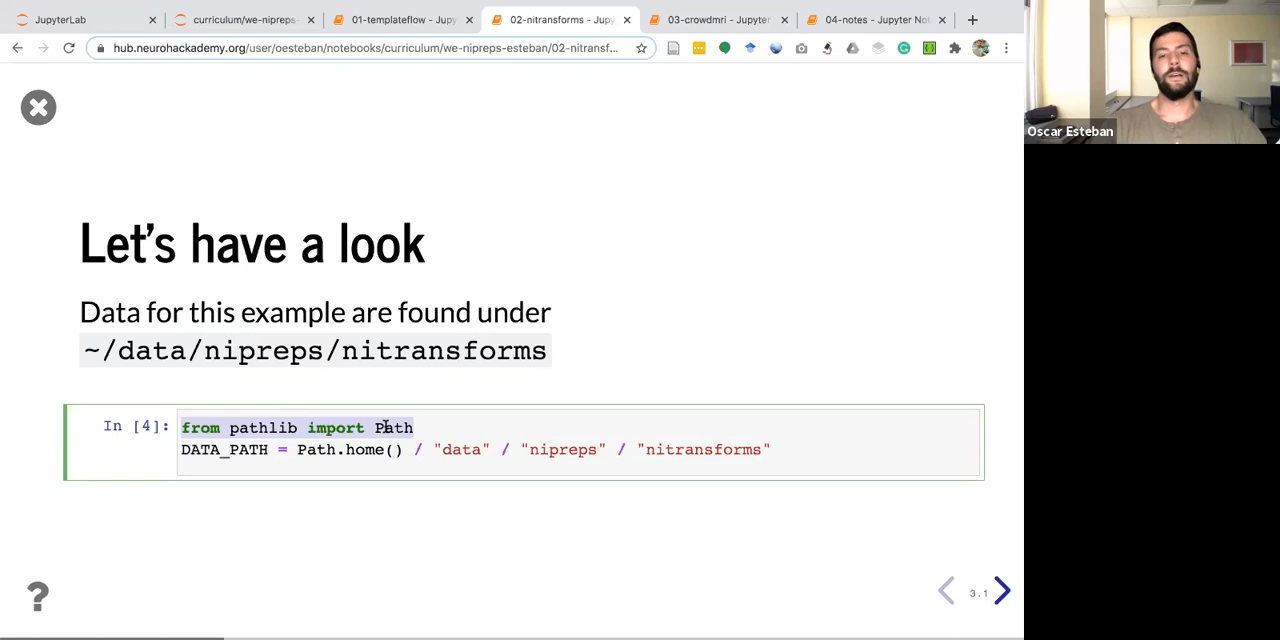 JupyterLab
curriculum/we-nipreps-
01-templateflow - Jupy
02-nitransforms - Jupy
03-crowdmri - Jupyter
04-notes - Jupyter No
hub.neurohackademy.org/user/oesteban/notebooks/curriculum/we-nipreps-esteban/02-nitransf...
Oscar Esteban
Let's have a look
Data for this example are found under
~/data/nipreps/nitransforms
In [4]:
from pathlib import Path
DATA_PATH = Path.home() / "data" / "nipreps" / "nitransforms"
?
3.1